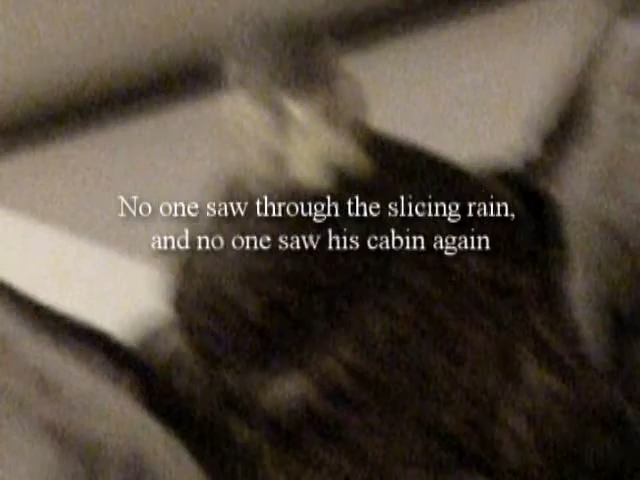 No one saw through the slicing rain,
and no one saw his cabin again